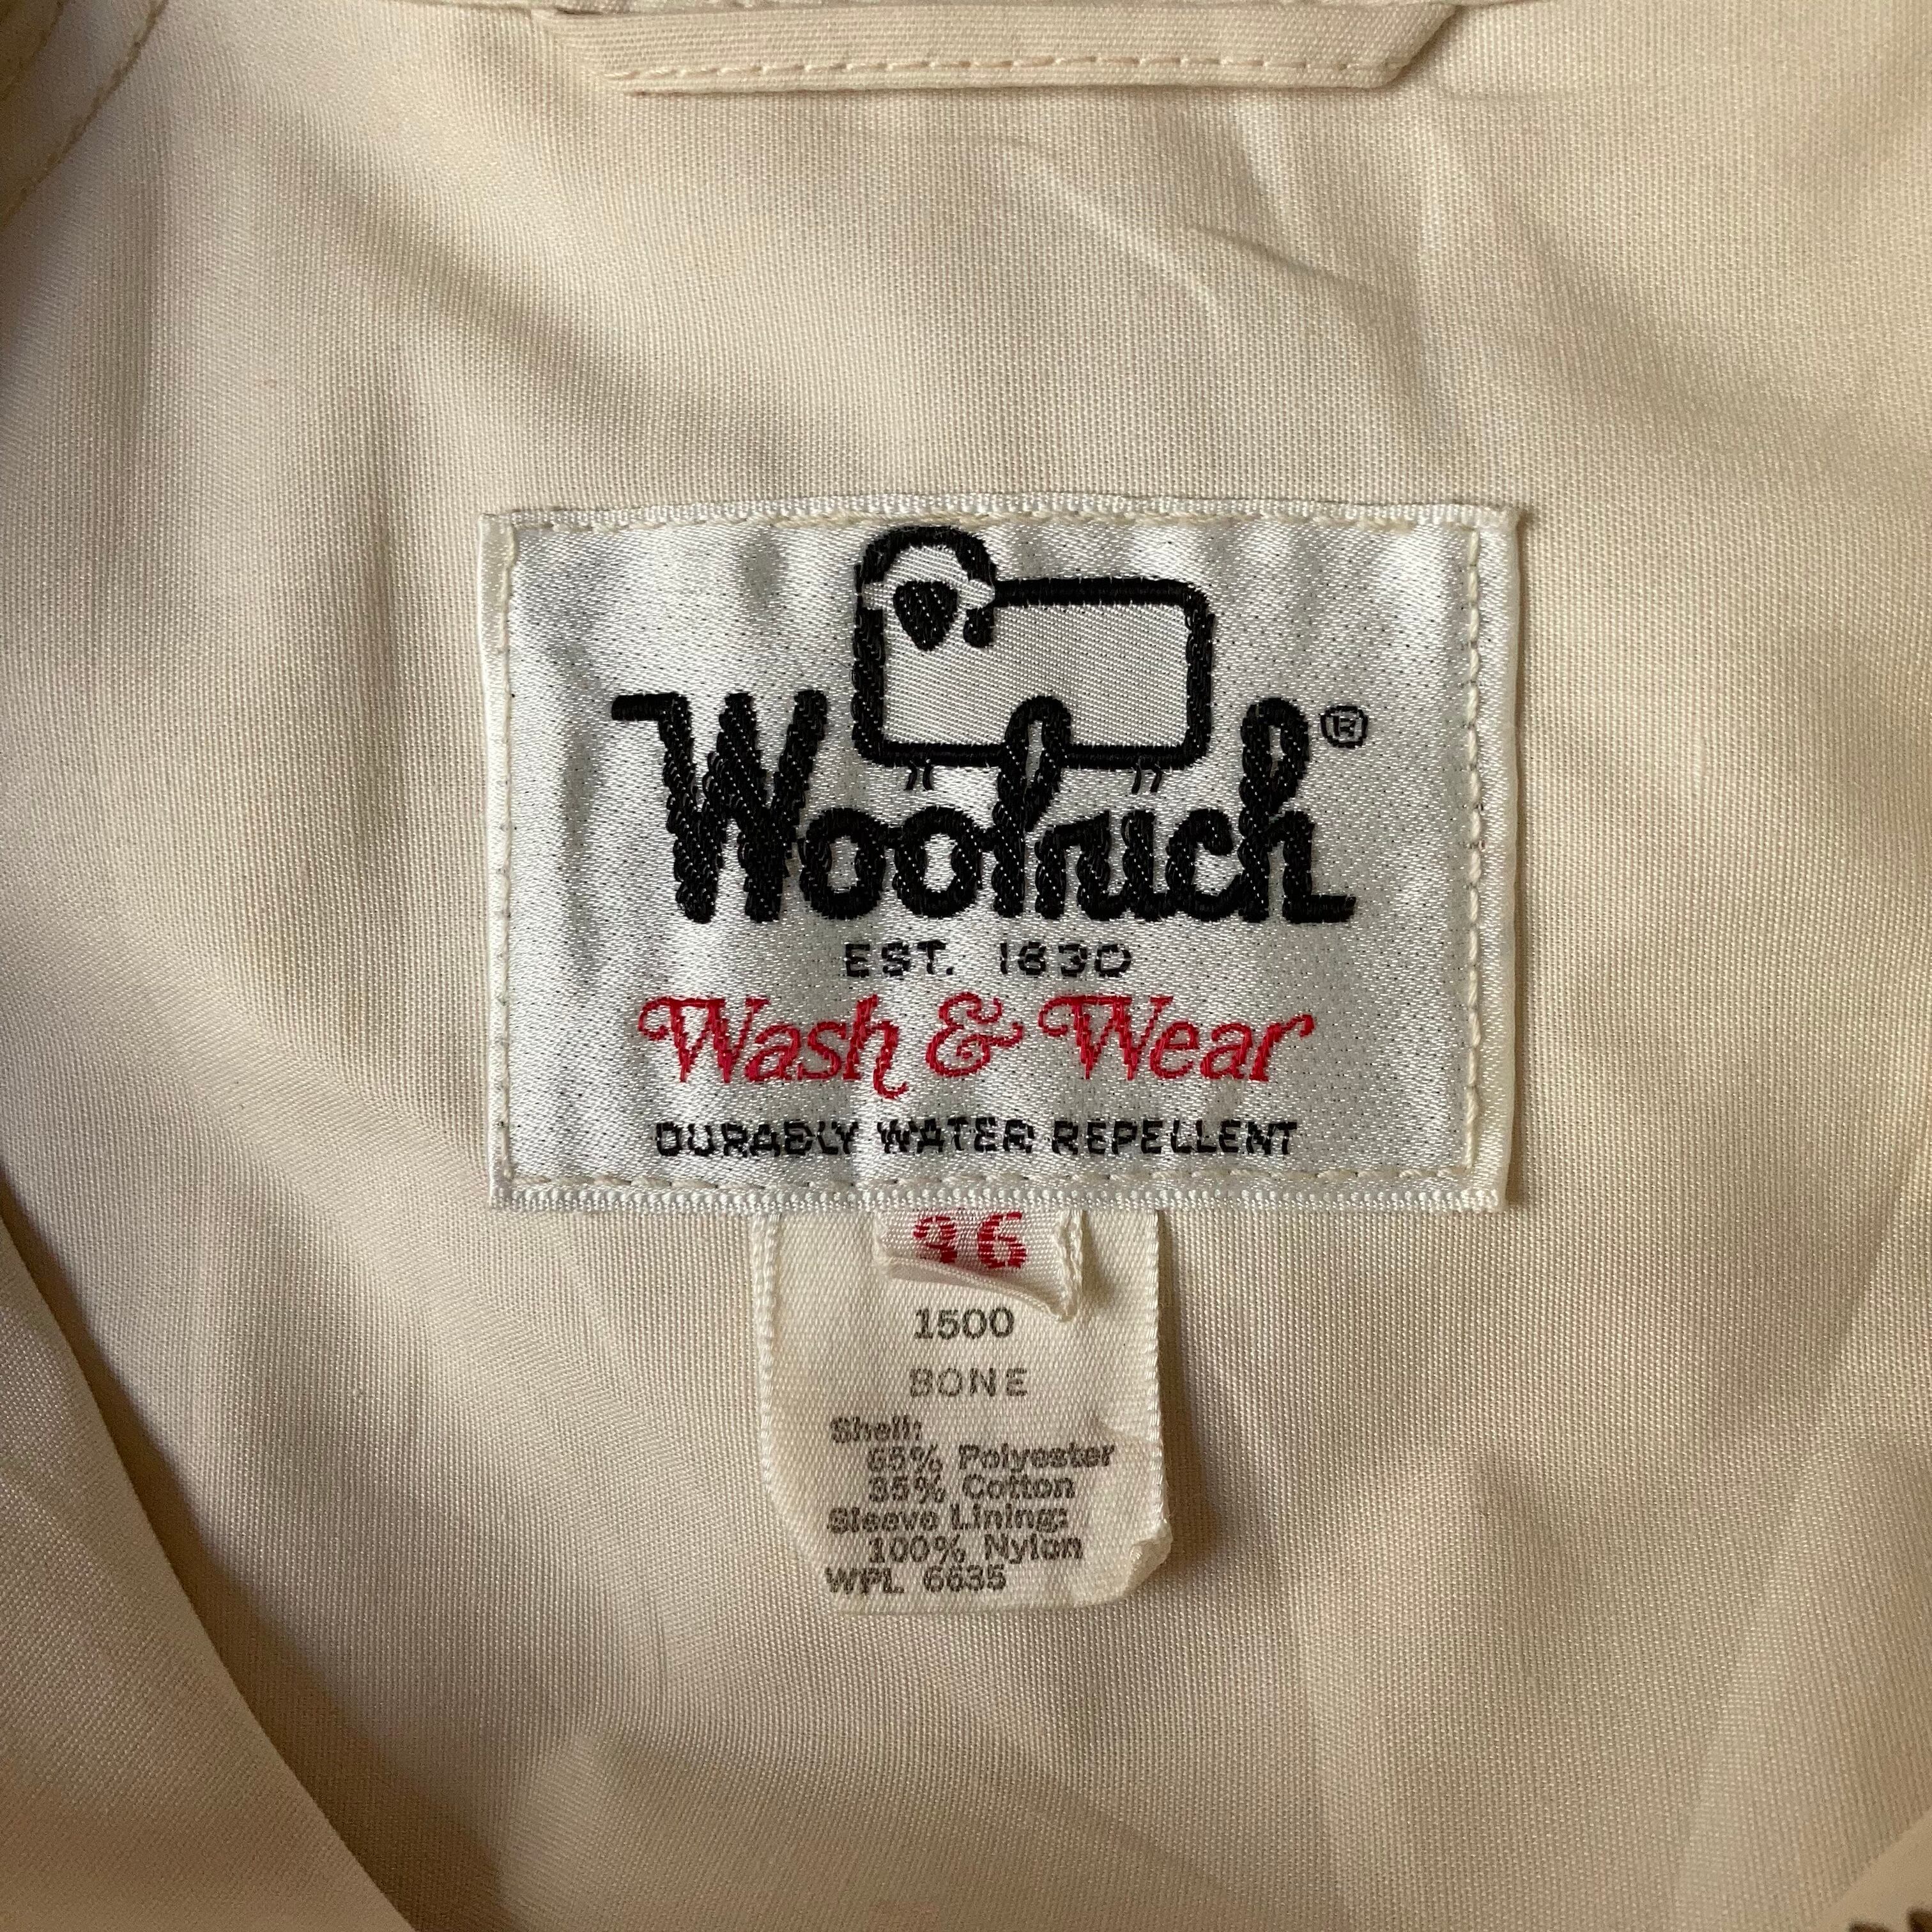 Woolrich®
EST. 1830
Wash & Wear
DURABLY WATER REPELLENT
1500
BONE
Shell:
65% Polyester
35% Cotton
Sleeve Lining:
100% Nylon
WPL 6635